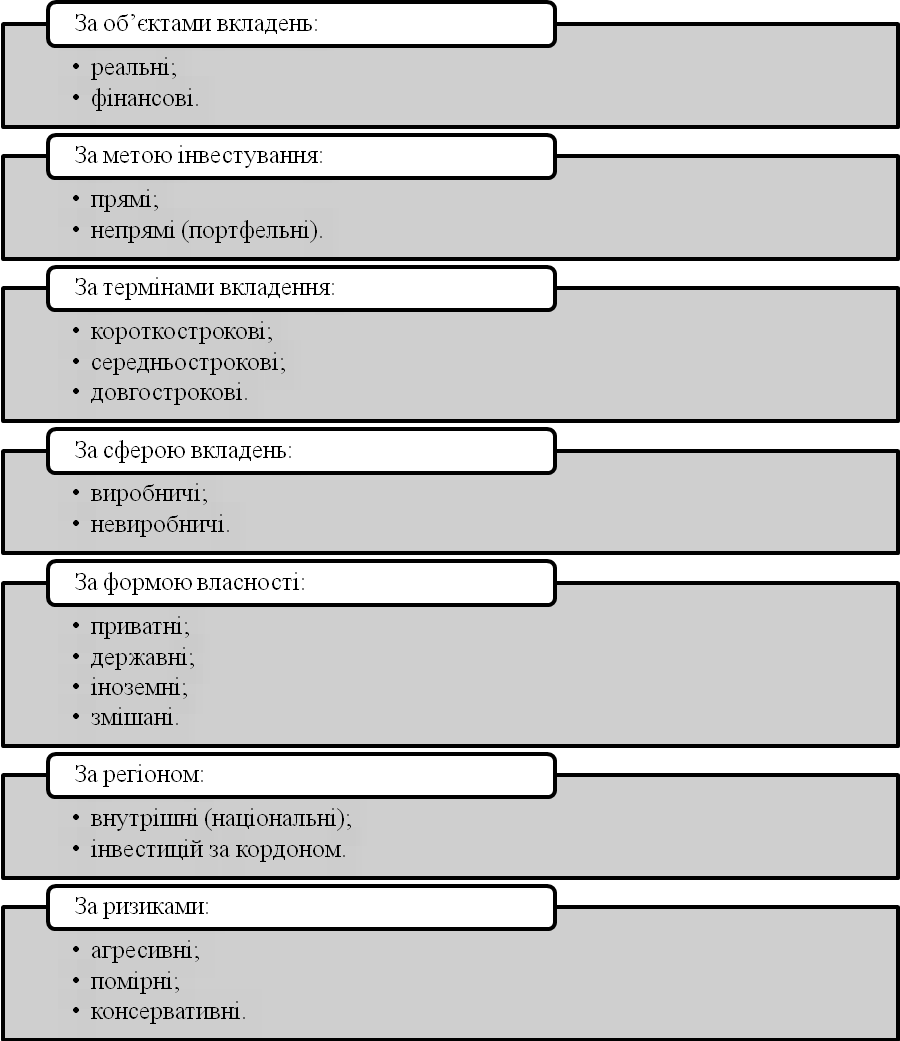 За об’єктами вкладень:
• реальні;
• фінансові.
За метою інвестування:
• прямі;
• непрямі (портфельні).
За термінами вкладення:
• короткострокові;
• середньострокові;
• довгострокові.
За сферою вкладень:
• виробничі;
• невиробничі.
За формою власності:
• приватні;
• державні;
• іноземні;
• змішані.
За регіоном:
• внутрішні (національні);
• інвестицій за кордоном.
За ризиками:
• агресивні;
• помірні;
• консервативні.